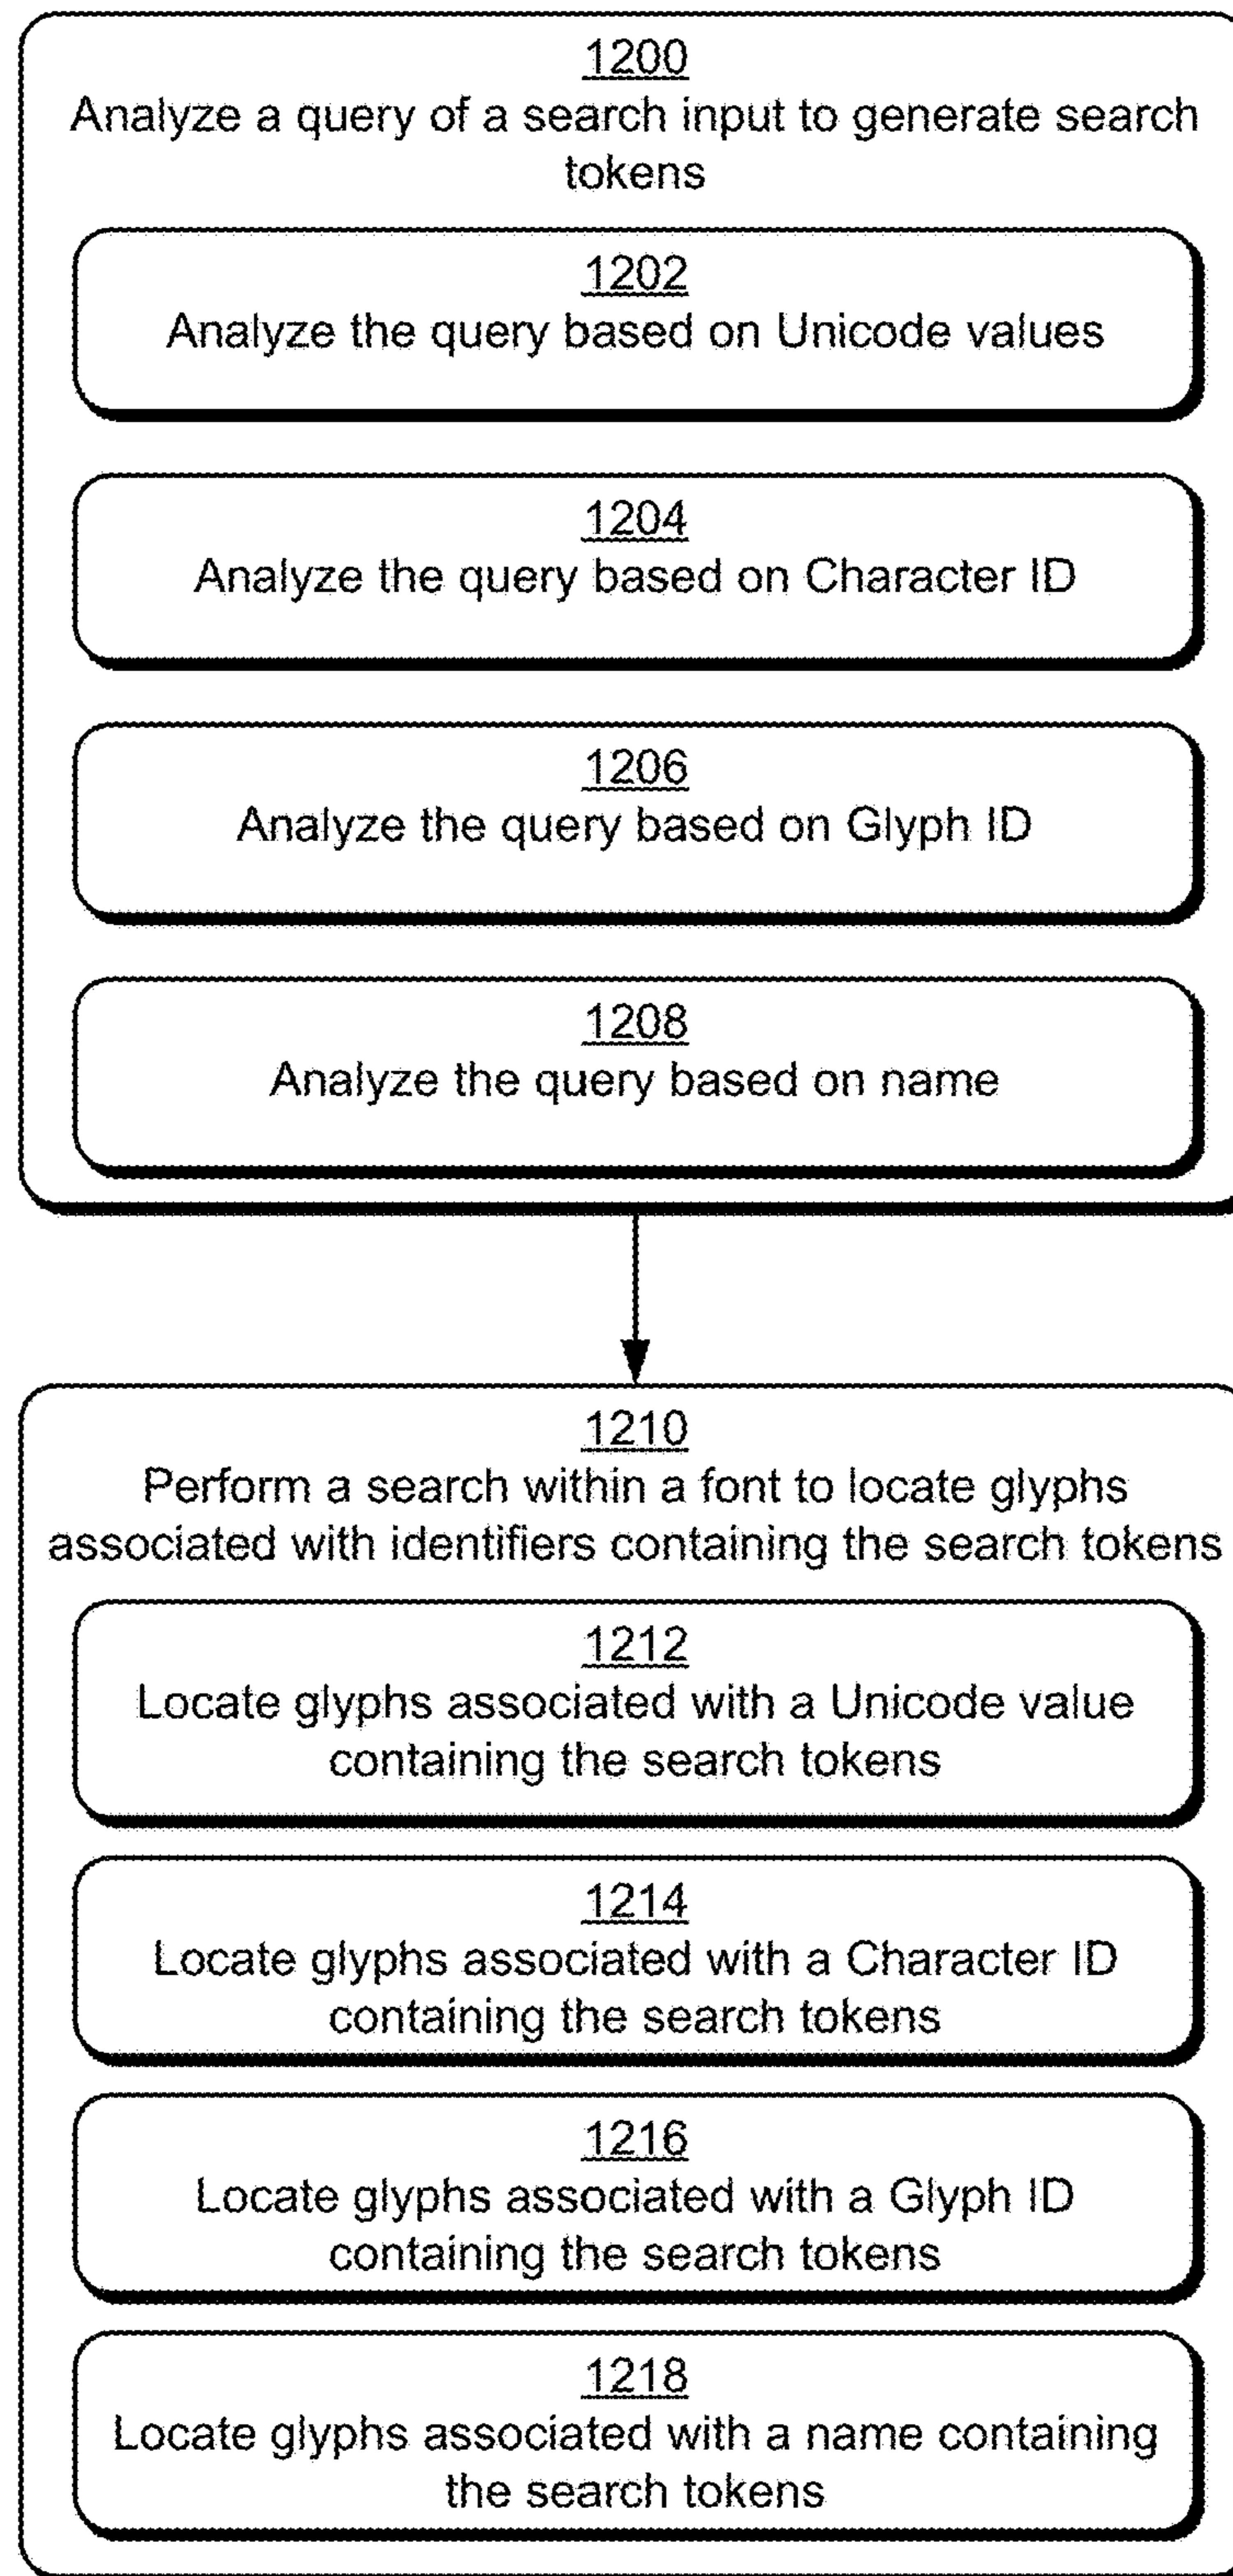 1200
Analyze a query of a search input to generate search
tokens
1202
Analyze the query based on Unicode values
1204
Analyze the query based on Character ID
1206
Analyze the query based on Glyph ID
1208
Analyze the query based on name
1210
Perform a search within a font to locate glyphs
associated with identifiers containing the search tokens
1212
Locate glyphs associated with a Unicode value
containing the search tokens
1214
Locate glyphs associated with a Character ID
containing the search tokens
1216
Locate glyphs associated with a Glyph ID
containing the search tokens
1218
Locate glyphs associated with a name containing
the search tokens